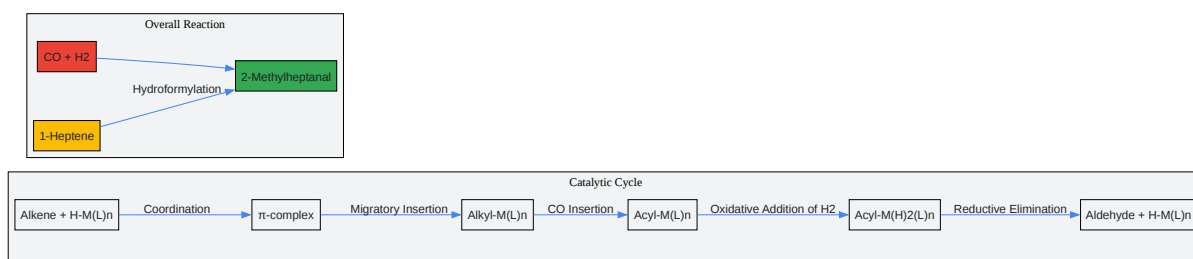 Overall Reaction
CO + H2
2-Methylheptanal
Hydroformylation
1-Heptene
Catalytic Cycle
Alkene + H-M(L)n
Coordination
π-complex
Migratory Insertion
Alkyl-M(L)n
CO Insertion
Acyl-M(L)n
Oxidative Addition of H2
Acyl-M(H)2(L)n
Reductive Elimination
Aldehyde + H-M(L)n